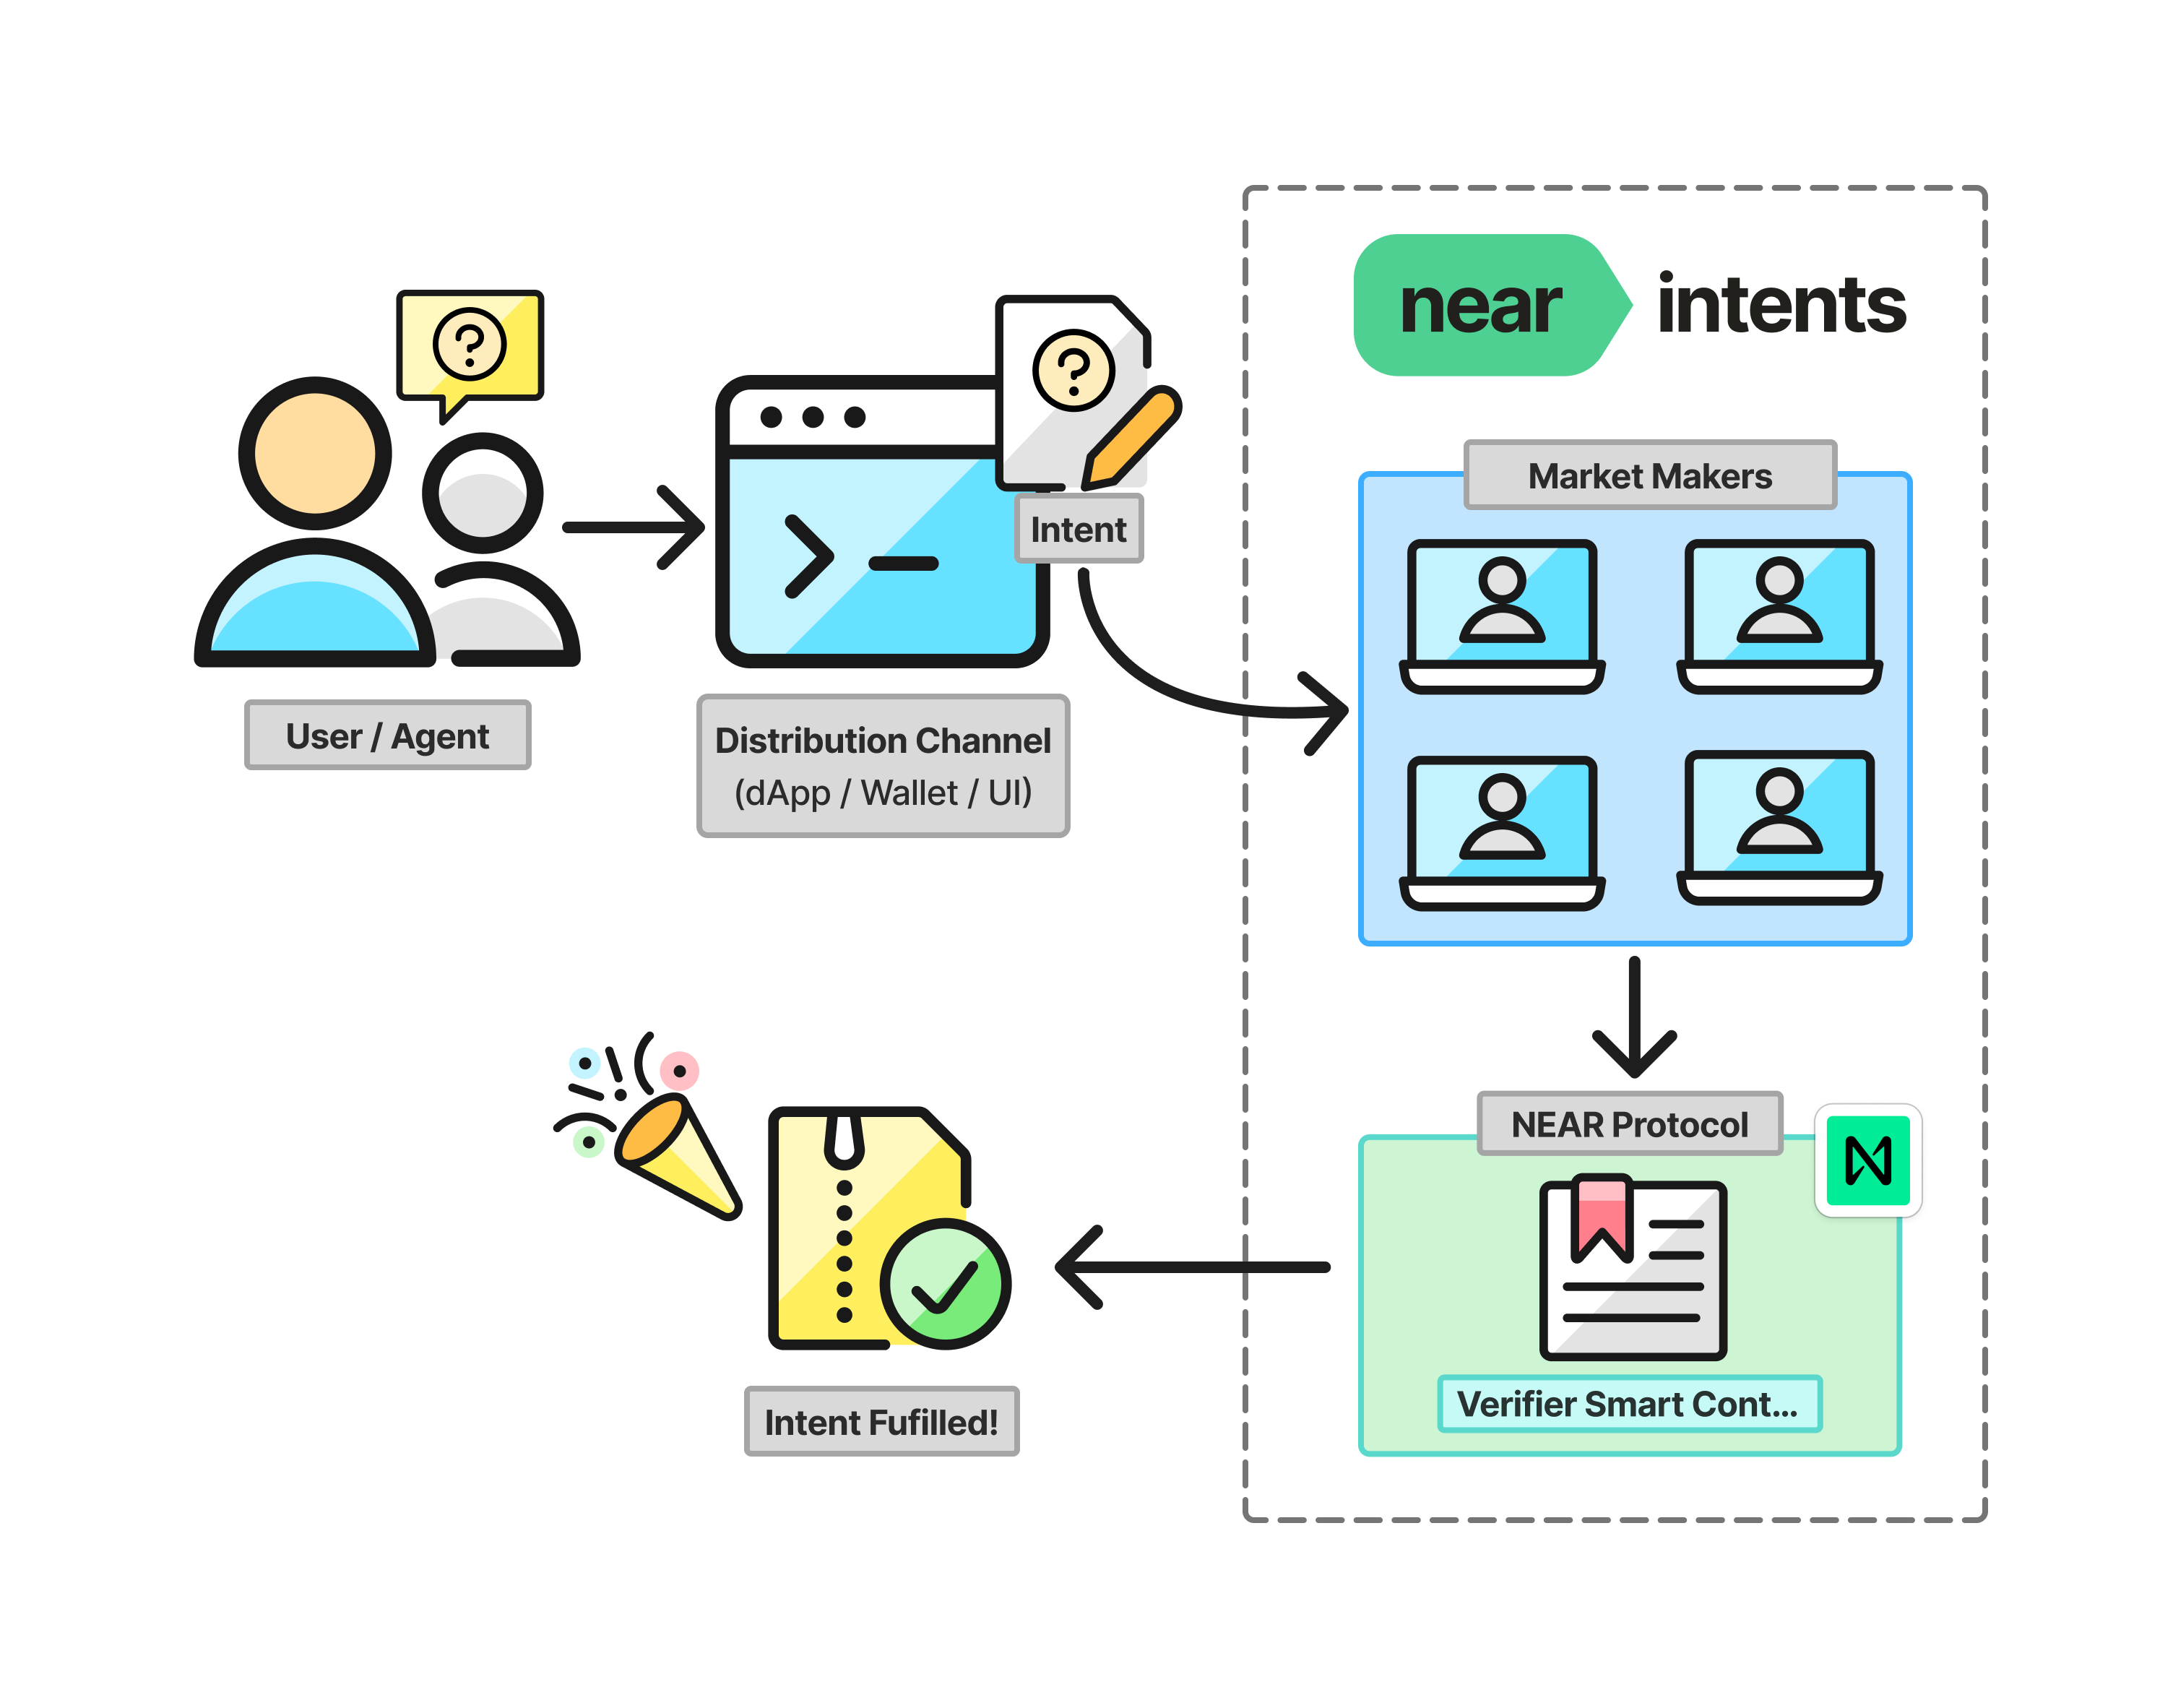 near intents
Market Makers
Intent
User / Agent
Distribution Channel
(dApp / Wallet / UI)
NEAR Protocol
Verifier Smart Cont...
Intent Fufilled!